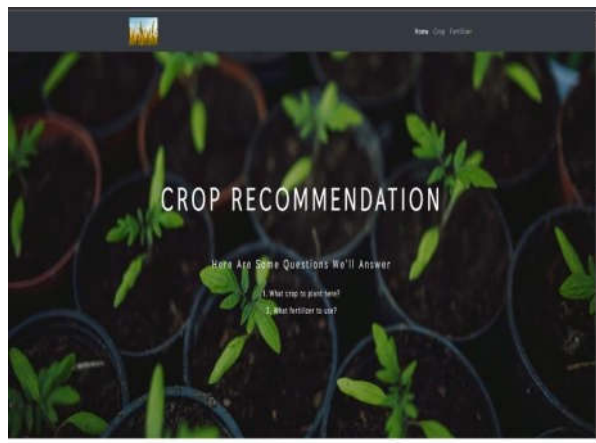 Home Crop Fertilizer
CROP RECOMMENDATION
Here Are Some Questions We'll Answer
1. What crop to plant here?
2. What fertilizer to use?